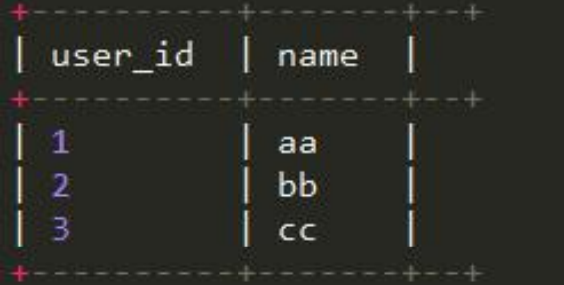 +-----------+--------+--+
| user_id | name |
+-----------+--------+--+
| 1 | aa |
| 2 | bb |
| 3 | cc |
+-----------+--------+--+